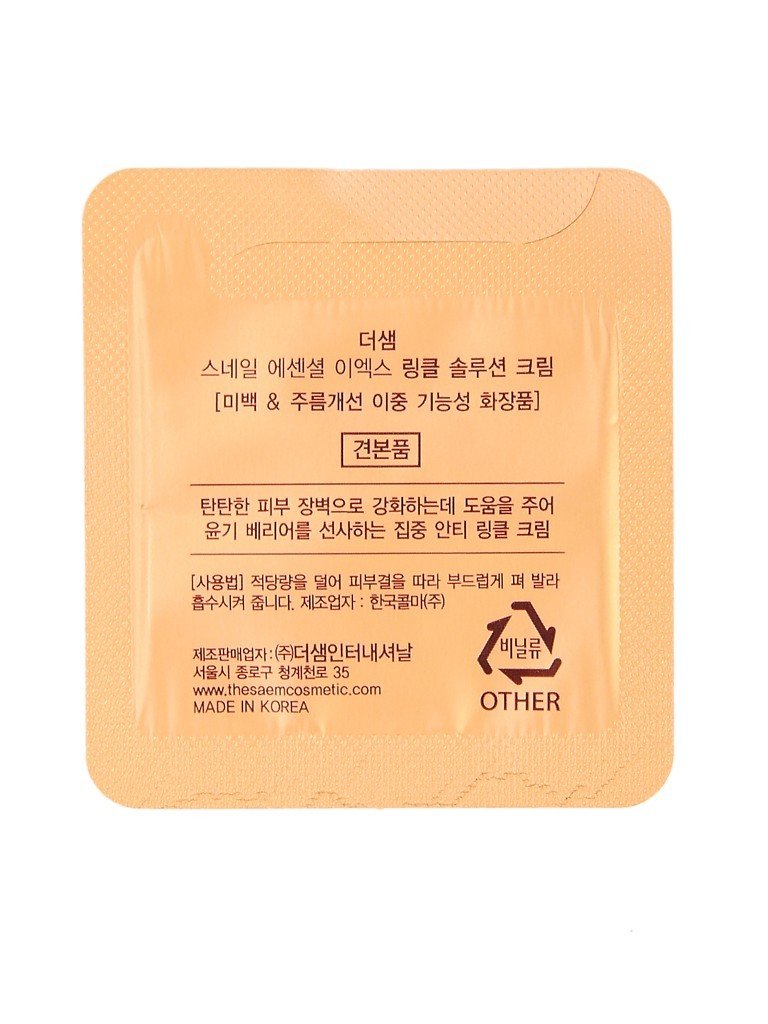 더샘
스네일 에센셜 이엑스 링클 솔루션 크림
[미백 & 주름개선 이중 기능성 화장품]
견본품
탄탄한 피부 장벽으로 강화하는데 도움을 주어
윤기 베리어를 선사하는 집중 안티 링클 크림
[사용법] 적당량을 덜어 피부결을 따라 부드럽게 펴 발라
흡수시켜 줍니다. 제조업자 : 한국콜마(주)
제조판매업자 : (주)더샘인터내셔날
서울시 종로구 청계천로 35
www.thesaemcosmetic.com
MADE IN KOREA
비닐류
OTHER